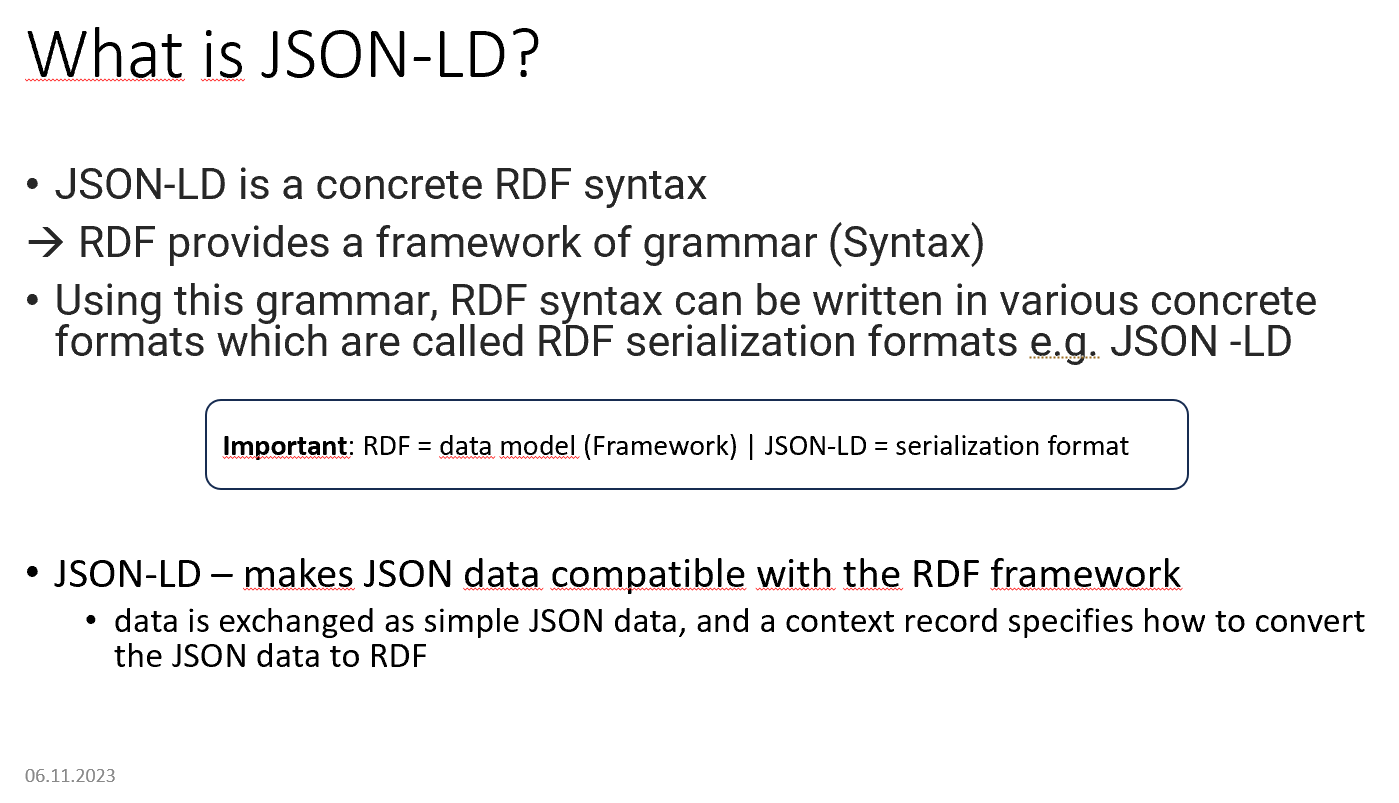 What is JSON-LD?
• JSON-LD is a concrete RDF syntax
→ RDF provides a framework of grammar (Syntax)
• Using this grammar, RDF syntax can be written in various concrete
formats which are called RDF serialization formats e.g. JSON -LD
Important: RDF = data model (Framework) | JSON-LD = serialization format
• JSON-LD – makes JSON data compatible with the RDF framework
• data is exchanged as simple JSON data, and a context record specifies how to convert
the JSON data to RDF
06.11.2023